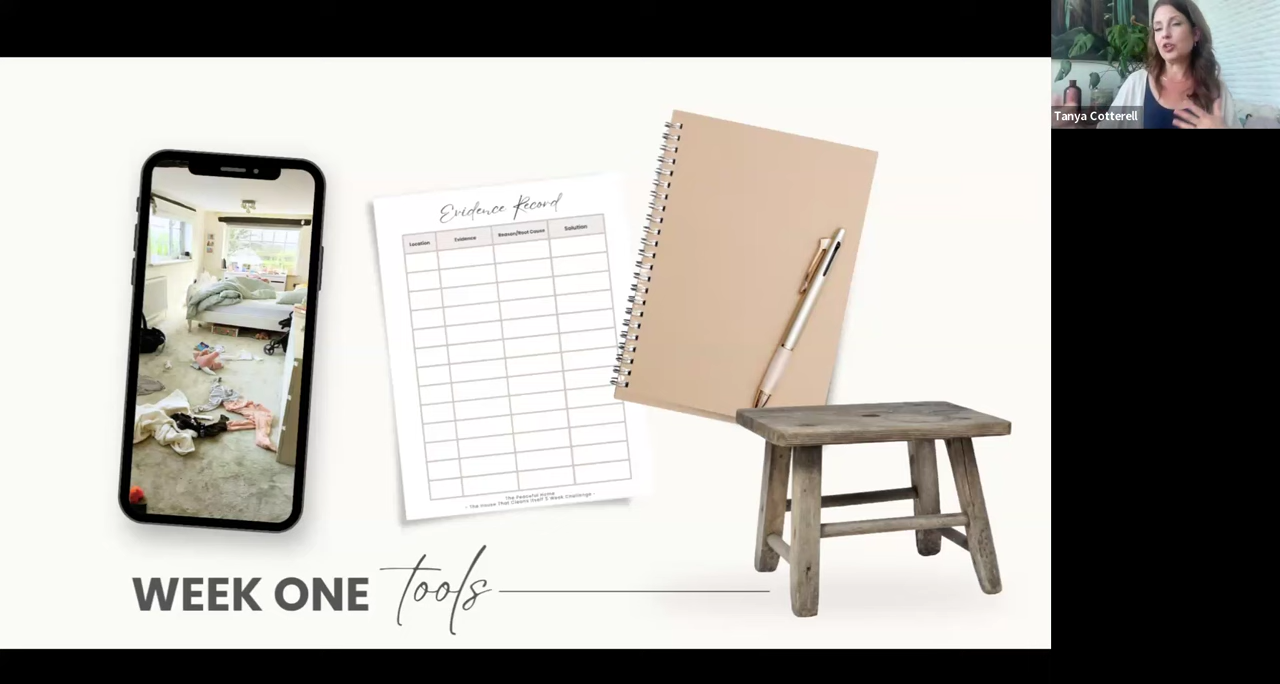 Tanya Cotterell
Evidence Record
Location Evidence Reason/Root Cause Solution
The Peaceful Home
- The House That Cleans Itself 5 Week Challenge -
WEEK ONE tools